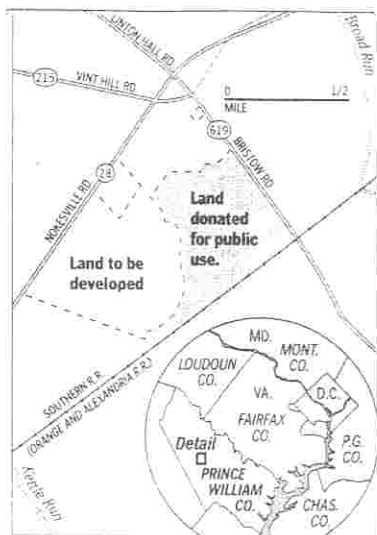 LINTON HALL RD.
Broad Run
215
VINT HILL RD.
0 1/2
MILE
619
BRISTOW RD.
28
NOKESVILLE RD.
Land
donated
for public
use.
Land to be
developed
SOUTHERN R.R.
(ORANGE AND ALEXANDRIA R.R.)
Kettle Run
MD.
MONT.
CO.
LOUDOUN
CO.
D.C.
VA.
FAIRFAX
CO.
P.G.
CO.
Detail
PRINCE
WILLIAM
CO.
CHAS.
CO.